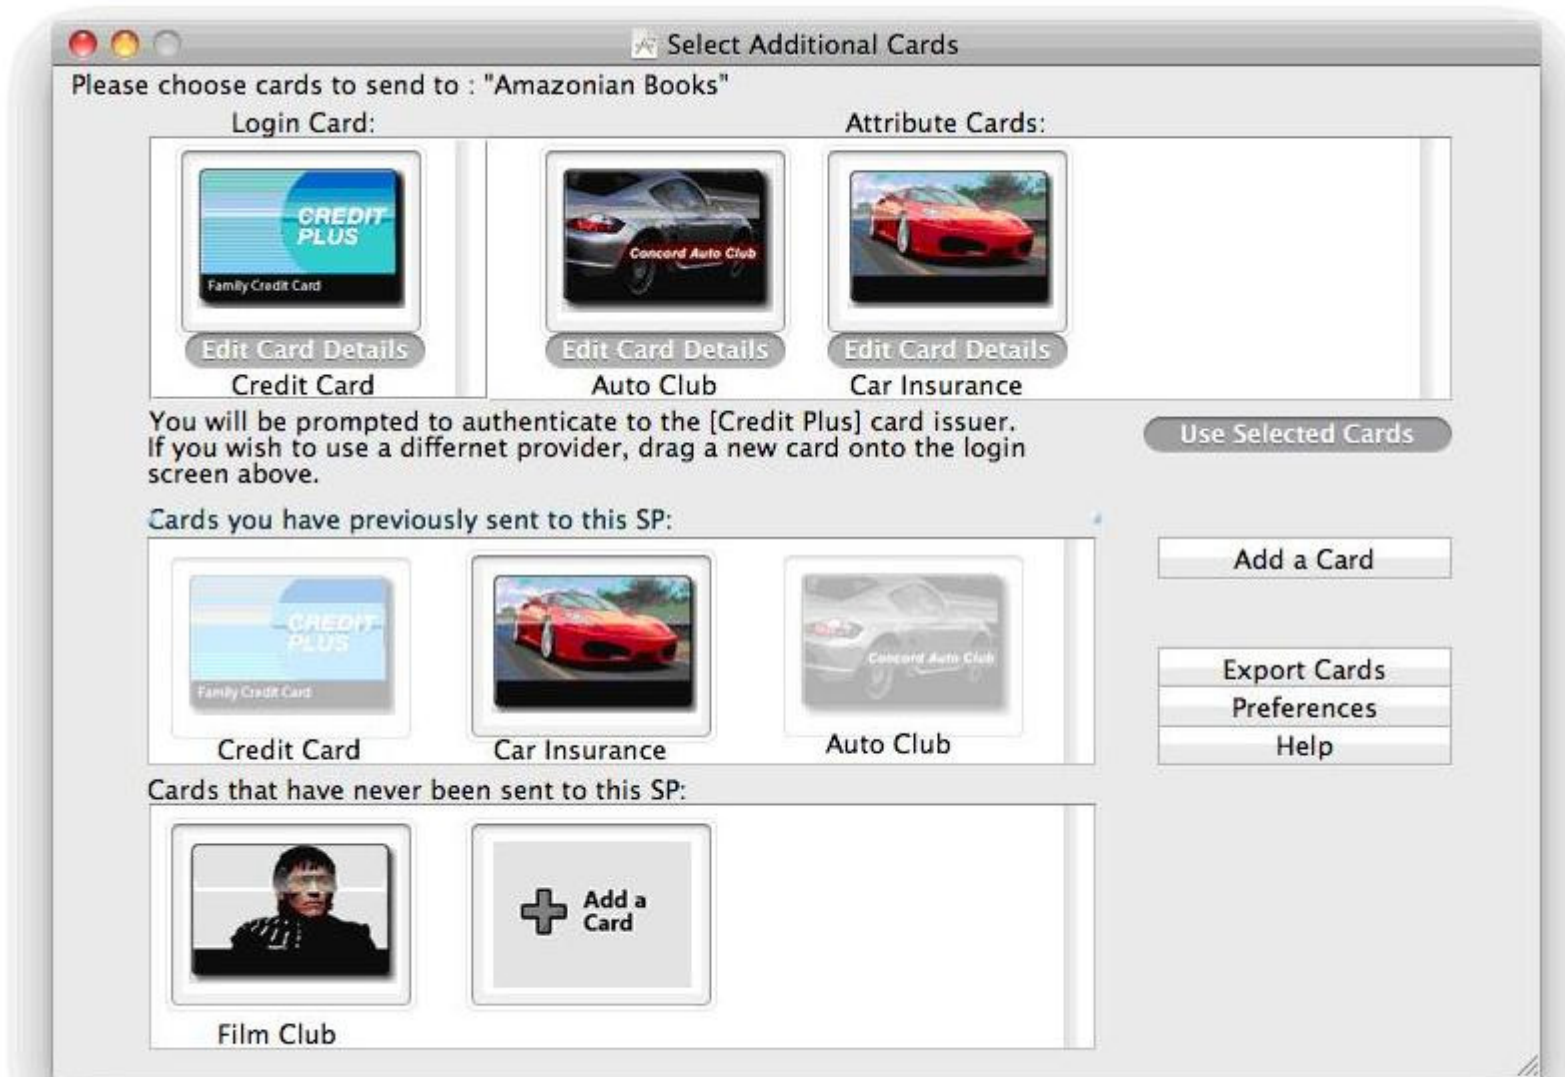 Select Additional Cards
Please choose cards to send to : "Amazonian Books"
Login Card:
Attribute Cards:
CREDIT
PLUS
Family Credit Card
Concord Auto Club
Edit Card Details
Edit Card Details
Edit Card Details
Credit Card
Auto Club
Car Insurance
You will be prompted to authenticate to the [Credit Plus] card issuer.
If you wish to use a differnet provider, drag a new card onto the login
screen above.
Use Selected Cards
Cards you have previously sent to this SP:
CREDIT
PLUS
Family Credit Card
Concord Auto Club
Credit Card
Car Insurance
Auto Club
Add a Card
Export Cards
Preferences
Help
Cards that have never been sent to this SP:
Add a
Card
Film Club